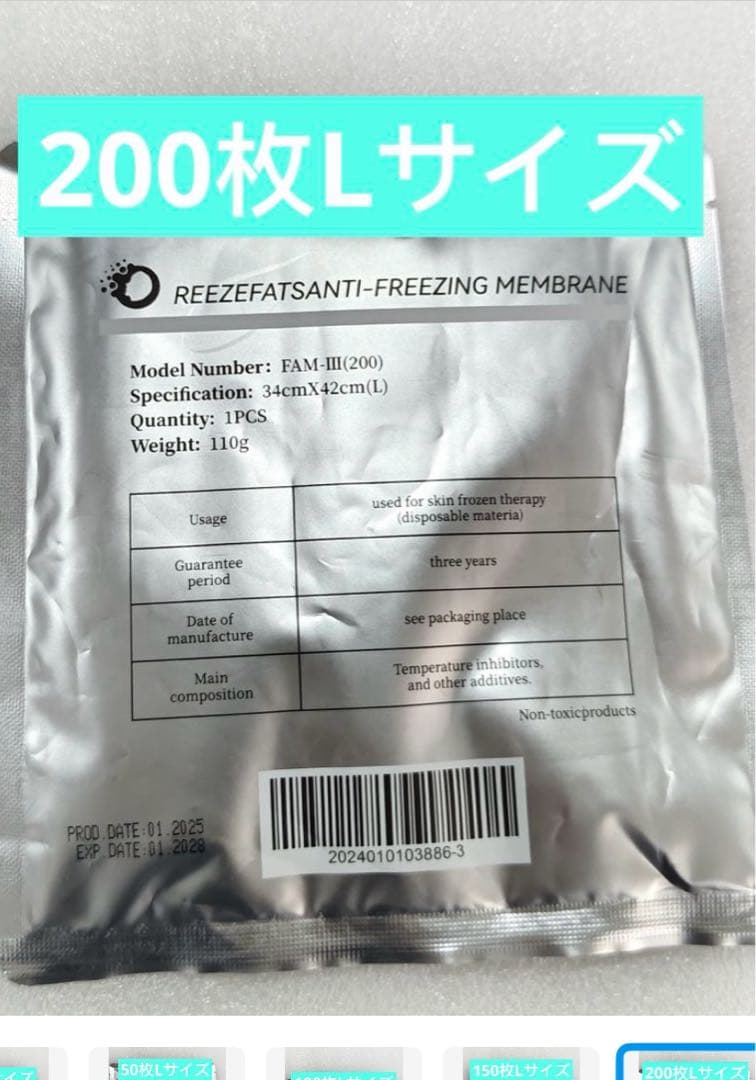 200枚Lサイズ
REEZEFATSANTI-FREEZING MEMBRANE
Model Number: FAM-III(200)
Specification: 34cmX42cm(L)
Quantity: 1PCS
Weight: 110g
Usage
used for skin frozen therapy
(disposable materia)
Guarantee
period
three years
Date of
manufacture
see packaging place
Main
composition
Temperature inhibitors,
and other additives.
Non-toxicproducts
PROD.DATE:01.2025
EXP.DATE:01.2028
2024010103886-3
50枚Lサイズ
150枚Lサイズ
200枚Lサイズ